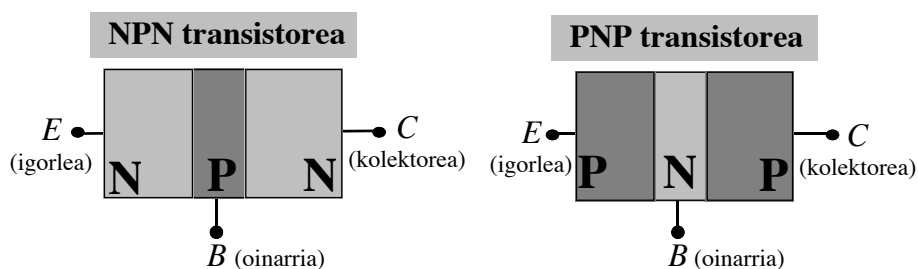 NPN transistorea
E
(igorlea)
N
P
N
C
(kolektorea)
B (oinarria)
PNP transistorea
E
(igorlea)
P
N
P
C
(kolektorea)
B (oinarria)